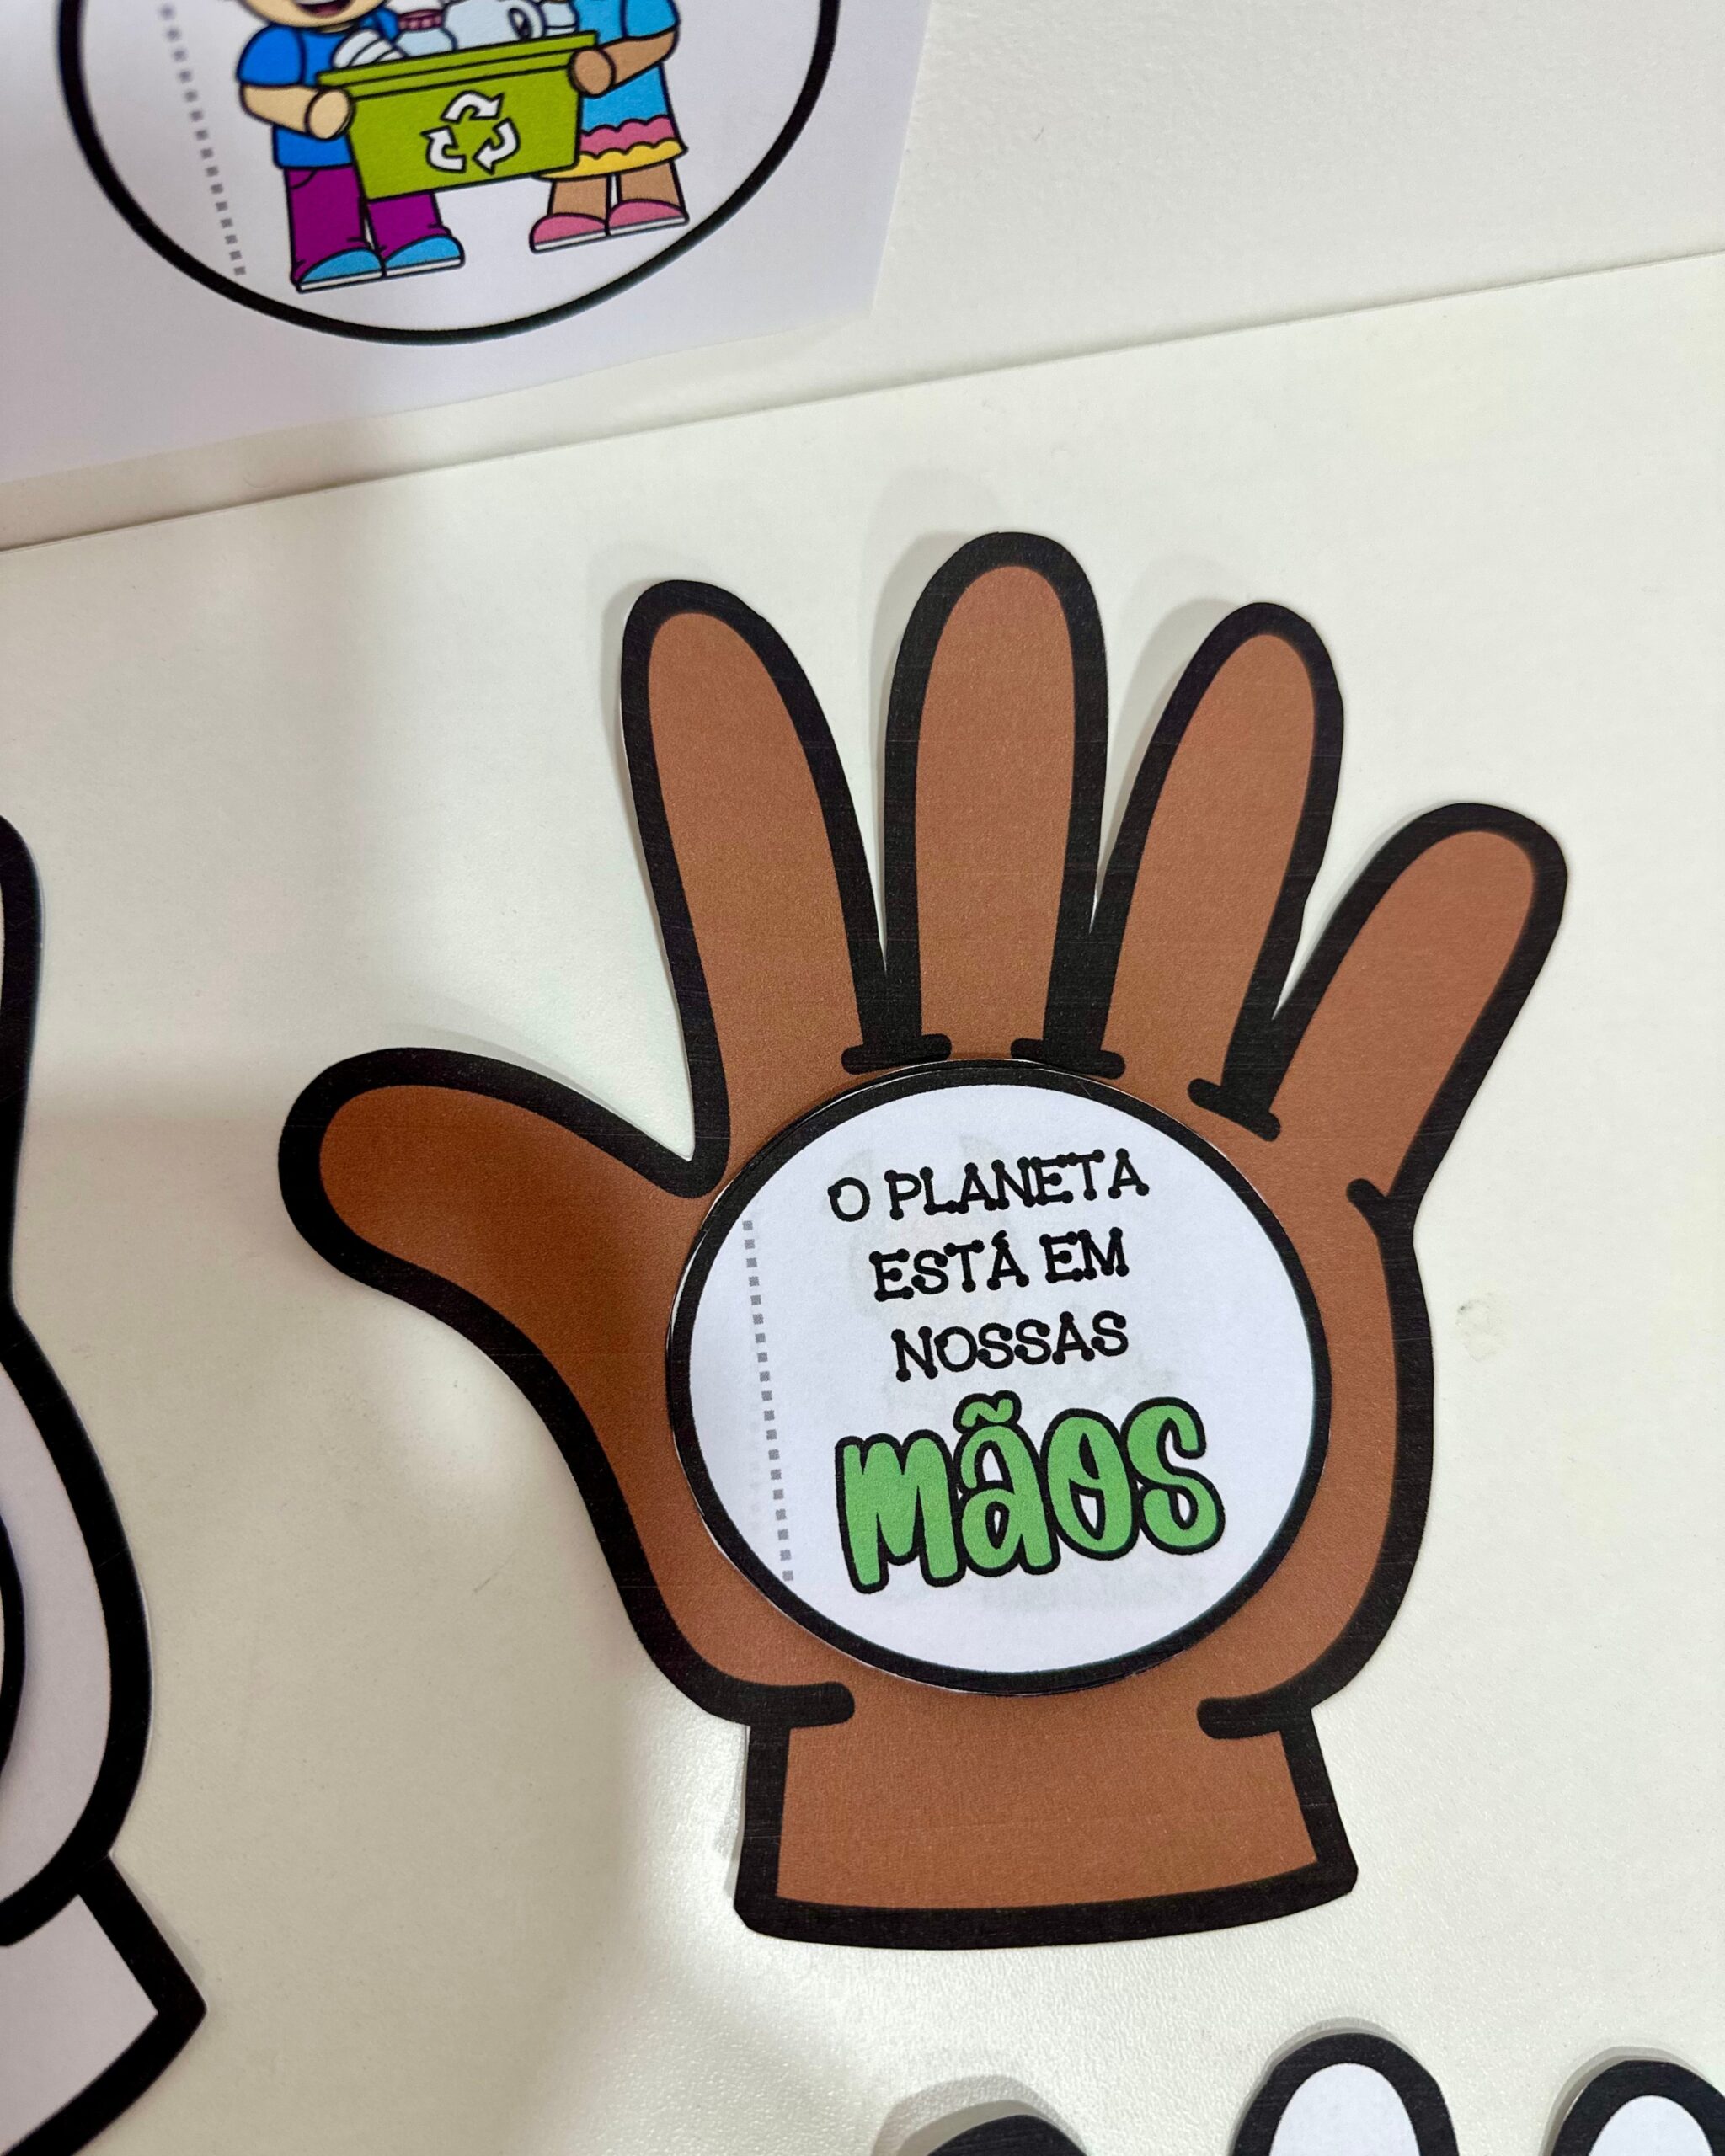 O PLANETA
ESTÁ EM
NOSSAS
mãos